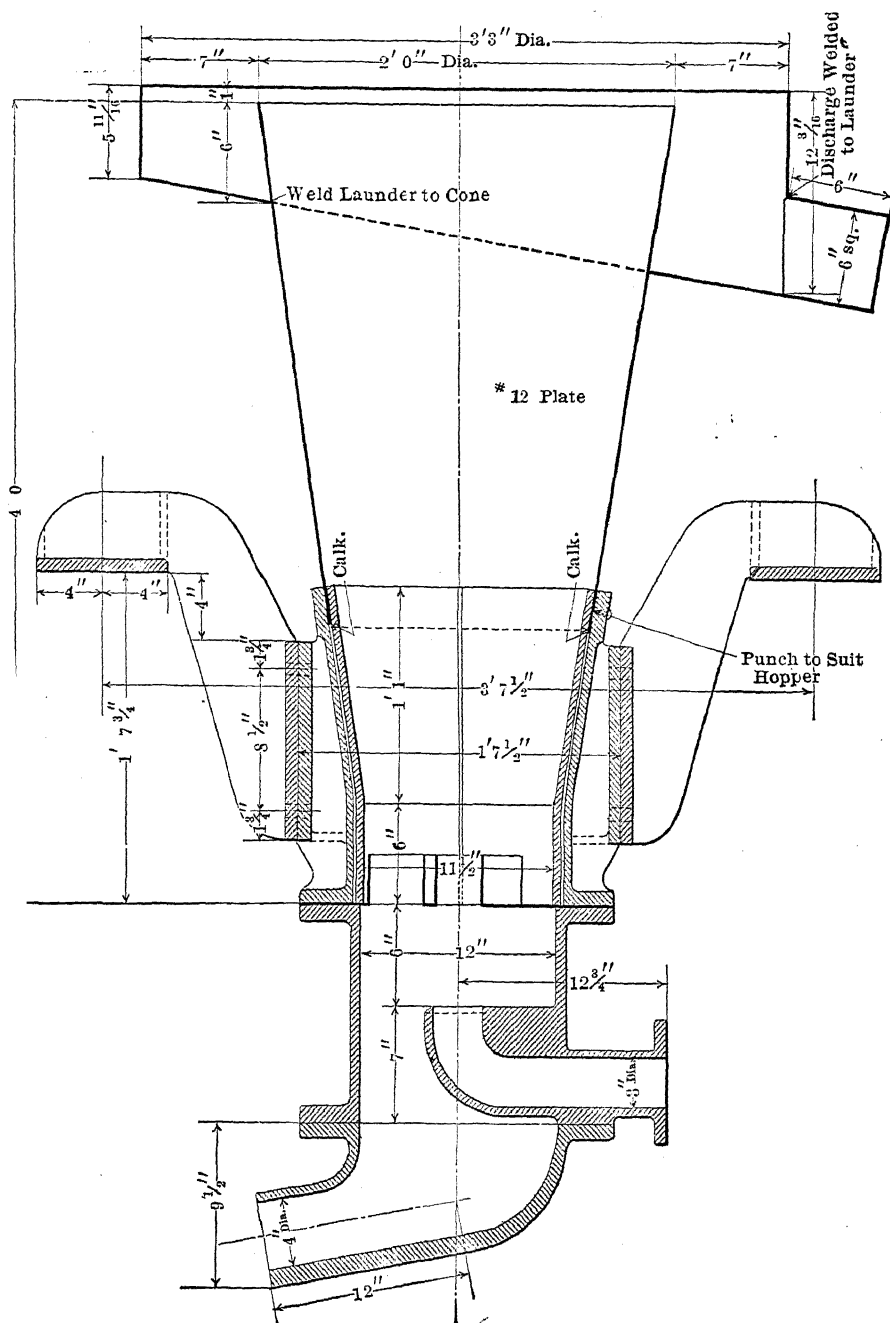 3′3″ Dia.
7″
2′ 0″ Dia.
7″
Discharge Welded
to Launder
5 11/16″
1″
6″
12 3/16″
6″
6″ sq.
Weld Launder to Cone
# 12 Plate
4 0
Calk.
Calk.
4″
4″
4″
Punch to Suit
Hopper
1 3/4″
3′ 7 1/2″
1′ 1″
1′ 7 3/4″
8 1/2″
1′7 1/2″
1 3/4″
6″
11 1/2″
6″
12″
12 3/4″
7″
3″ Dia.
9 1/2″
4″ Dia.
12″